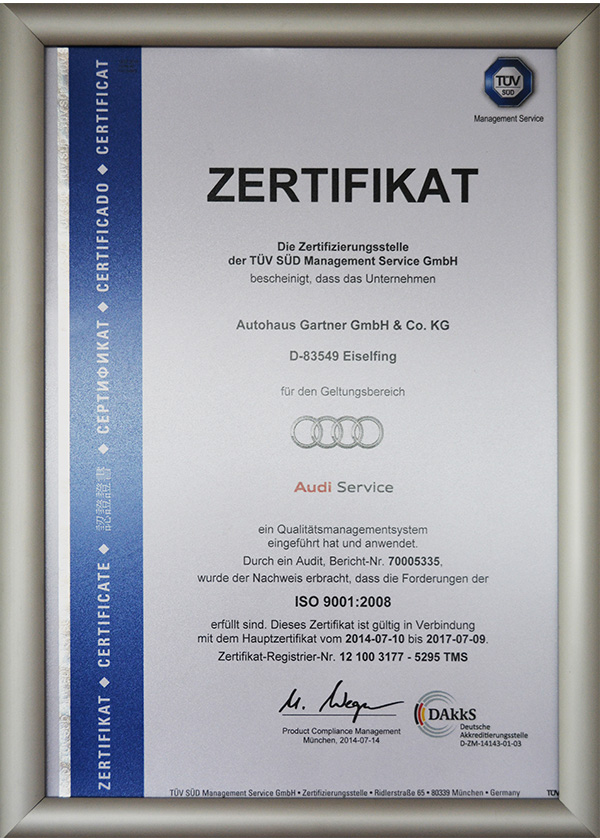 TÜV
SÜD
Management Service
ZERTIFIKAT
Die Zertifizierungsstelle
der TÜV SÜD Management Service GmbH
bescheinigt, dass das Unternehmen
Autohaus Gartner GmbH & Co. KG
D-83549 Eiselfing
für den Geltungsbereich
Audi Service
ein Qualitätsmanagementsystem
eingeführt hat und anwendet.
Durch ein Audit, Bericht-Nr. 70005335,
wurde der Nachweis erbracht, dass die Forderungen der
ISO 9001:2008
erfüllt sind. Dieses Zertifikat ist gültig in Verbindung
mit dem Hauptzertifikat vom 2014-07-10 bis 2017-07-09.
Zertifikat-Registrier-Nr. 12 100 3177 - 5295 TMS
Product Compliance Management
München, 2014-07-14
DAkkS
Deutsche
Akkreditierungsstelle
D-ZM-14143-01-03
TÜV SÜD Management Service GmbH • Zertifizierungsstelle • Ridlerstraße 65 • 80339 München • Germany
TÜV
ZERTIFIKAT ◆ CERTIFICATE ◆ 認證證書 ◆ СЕРТИФИКАТ ◆ CERTIFICADO ◆ CERTIFICAT